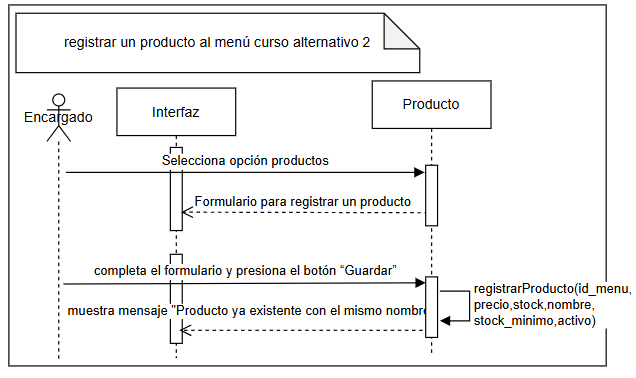 registrar un producto al menú curso alternativo 2
Encargado
Interfaz
Producto
Selecciona opción productos
Formulario para registrar un producto
completa el formulario y presiona el botón “Guardar”
registrarProducto(id_menu,
precio,stock,nombre,
stock_minimo,activo)
muestra mensaje "Producto ya existente con el mismo nombre